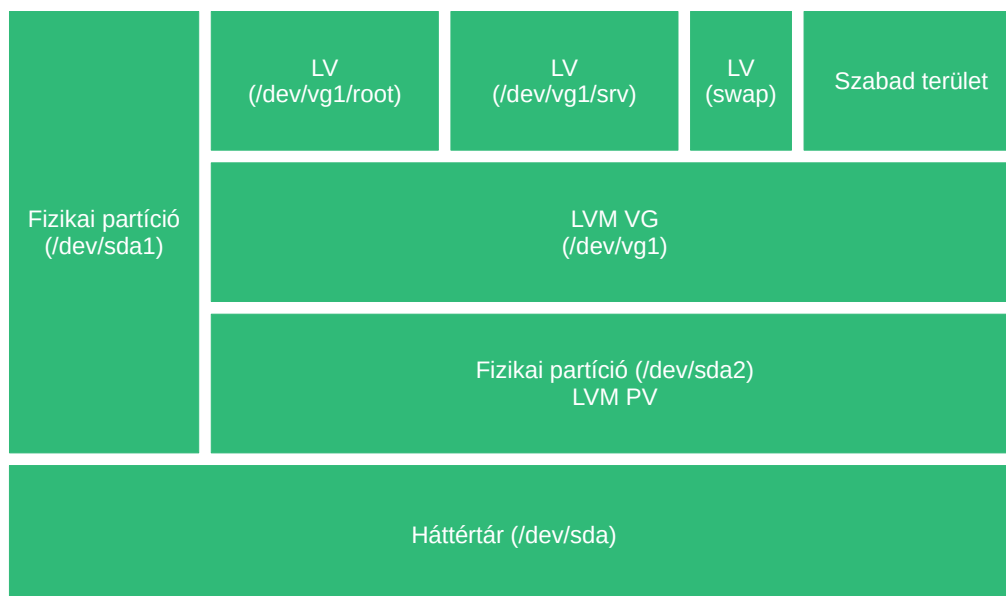 LV
(/dev/vg1/root)
LV
(/dev/vg1/srv)
LV
(swap)
Szabad terület
Fizikai partíció
(/dev/sda1)
LVM VG
(/dev/vg1)
Fizikai partíció (/dev/sda2)
LVM PV
Háttértár (/dev/sda)